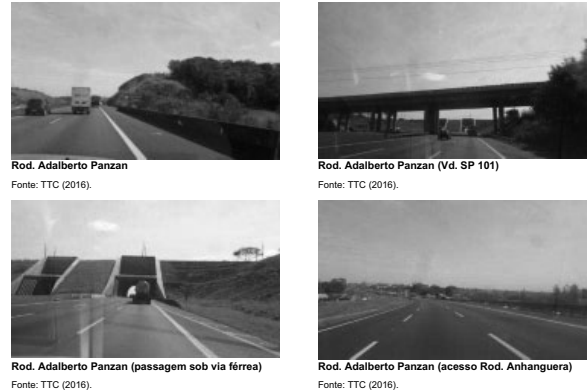 Rod. Adalberto Panzan
Fonte: TTC (2016).
Rod. Adalberto Panzan (Vd. SP 101)
Fonte: TTC (2016).
Rod. Adalberto Panzan (passagem sob via férrea)
Fonte: TTC (2016).
Rod. Adalberto Panzan (acesso Rod. Anhanguera)
Fonte: TTC (2016).